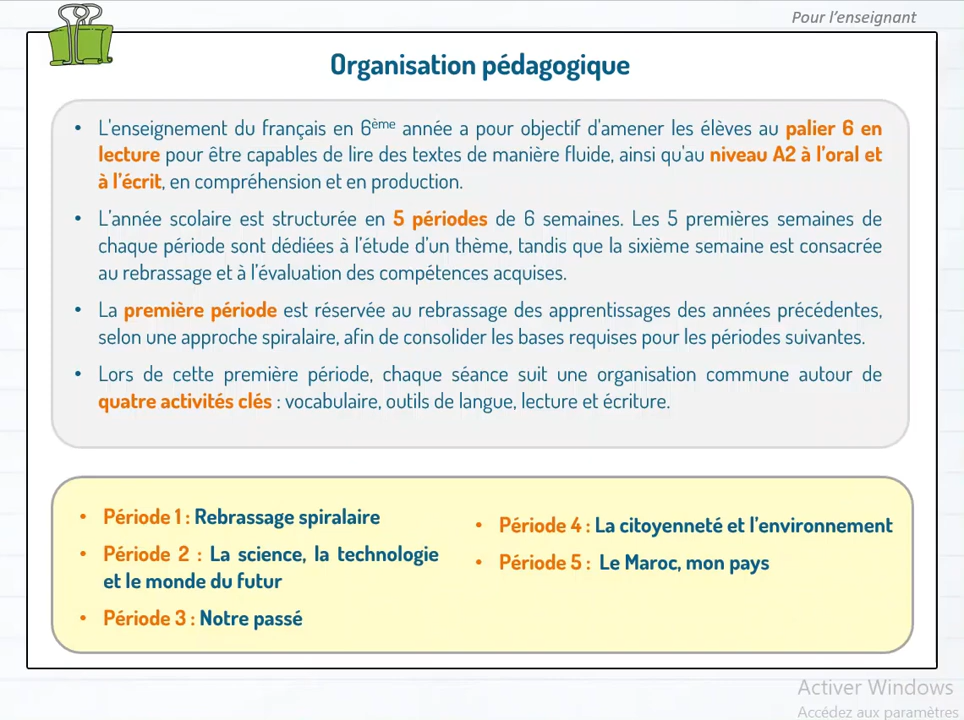 Pour l’enseignant
Organisation pédagogique
• L'enseignement du français en 6ème année a pour objectif d'amener les élèves au palier 6 en
lecture pour être capables de lire des textes de manière fluide, ainsi qu'au niveau A2 à l’oral et
à l’écrit, en compréhension et en production.
• L’année scolaire est structurée en 5 périodes de 6 semaines. Les 5 premières semaines de
chaque période sont dédiées à l’étude d’un thème, tandis que la sixième semaine est consacrée
au rebrassage et à l’évaluation des compétences acquises.
• La première période est réservée au rebrassage des apprentissages des années précédentes,
selon une approche spiralaire, afin de consolider les bases requises pour les périodes suivantes.
• Lors de cette première période, chaque séance suit une organisation commune autour de
quatre activités clés : vocabulaire, outils de langue, lecture et écriture.
• Période 1 : Rebrassage spiralaire
• Période 2 : La science, la technologie
et le monde du futur
• Période 3 : Notre passé
• Période 4 : La citoyenneté et l’environnement
• Période 5 : Le Maroc, mon pays
Activer Windows
Accédez aux paramètres